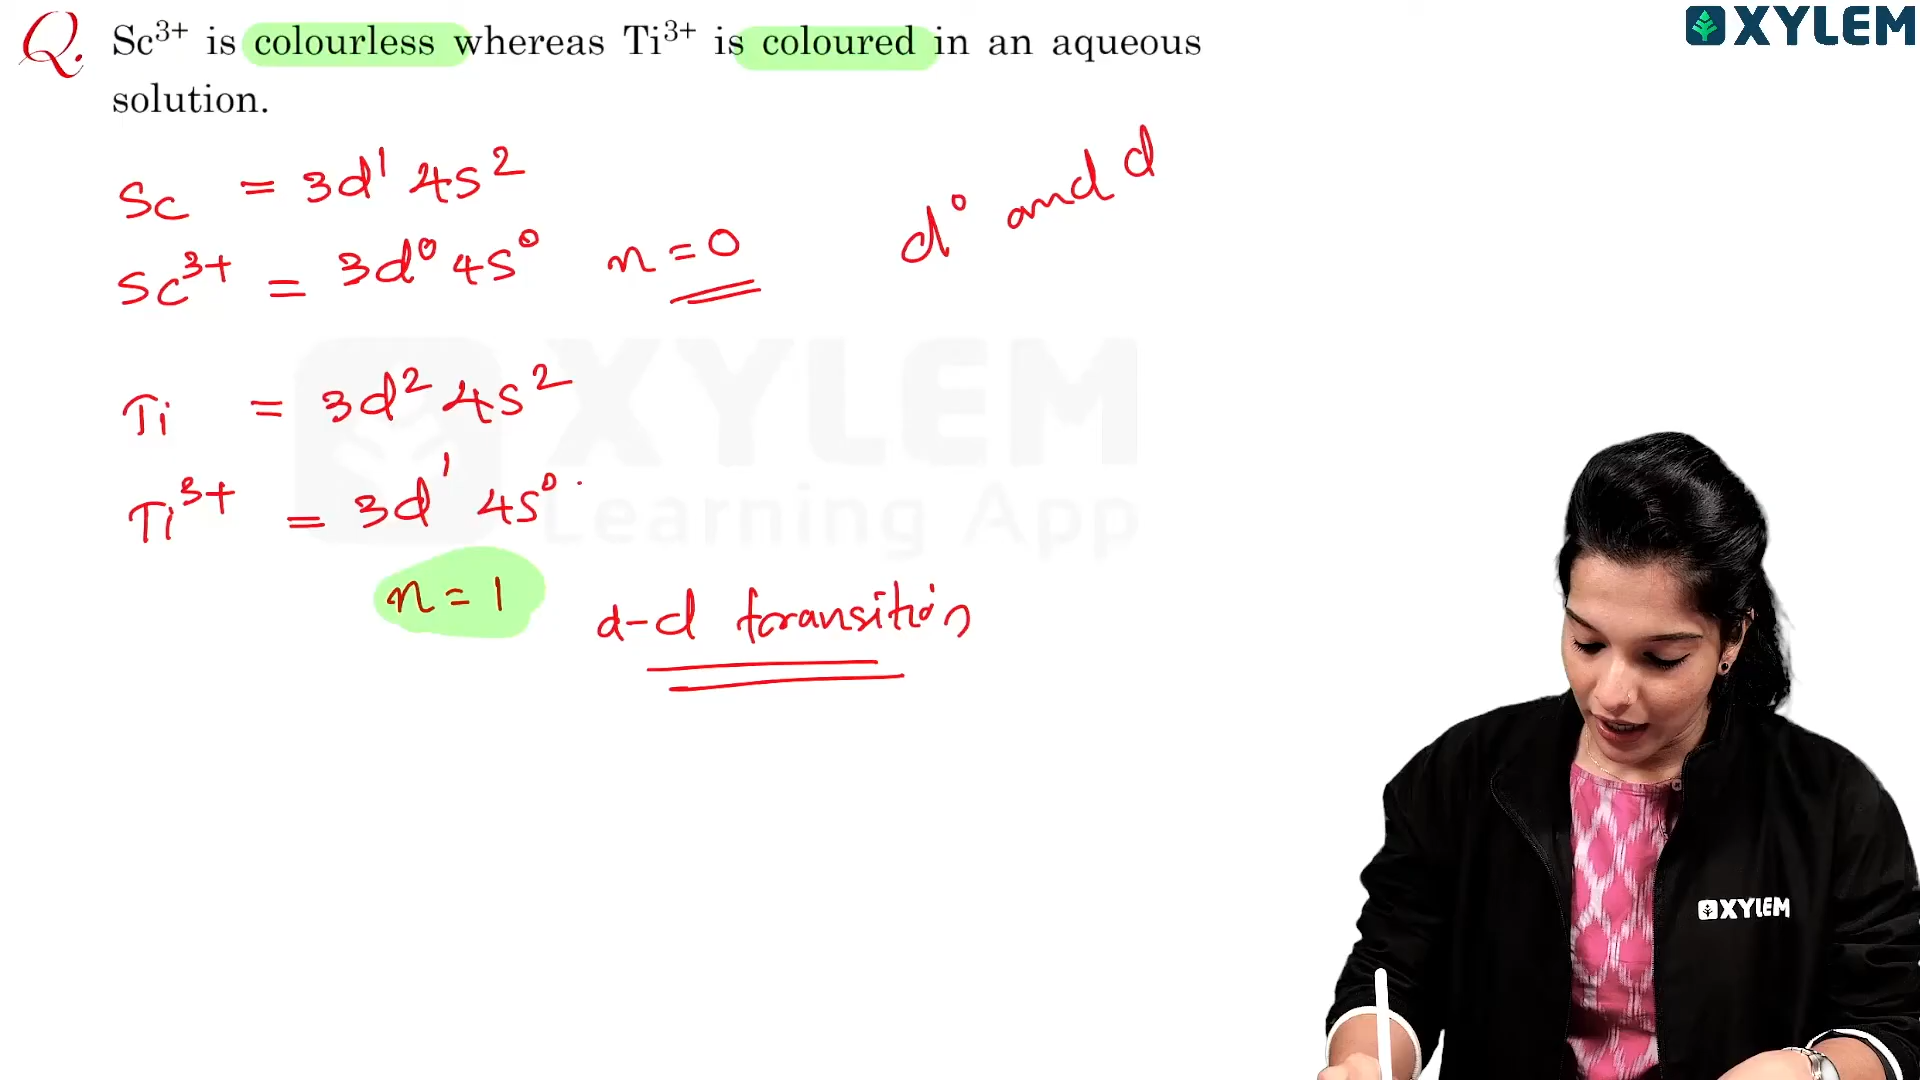 Q. Sc³⁺ is colourless whereas Ti³⁺ is coloured in an aqueous
solution.
XYLEM
Sc = 3d¹ 4s²
d⁰ and d
Sc³⁺ = 3d⁰ 4s⁰ n = 0
Ti = 3d² 4s²
Ti³⁺ = 3d¹ 4s⁰
n = 1 d-d transition
XYLEM
Learning App
XYLEM